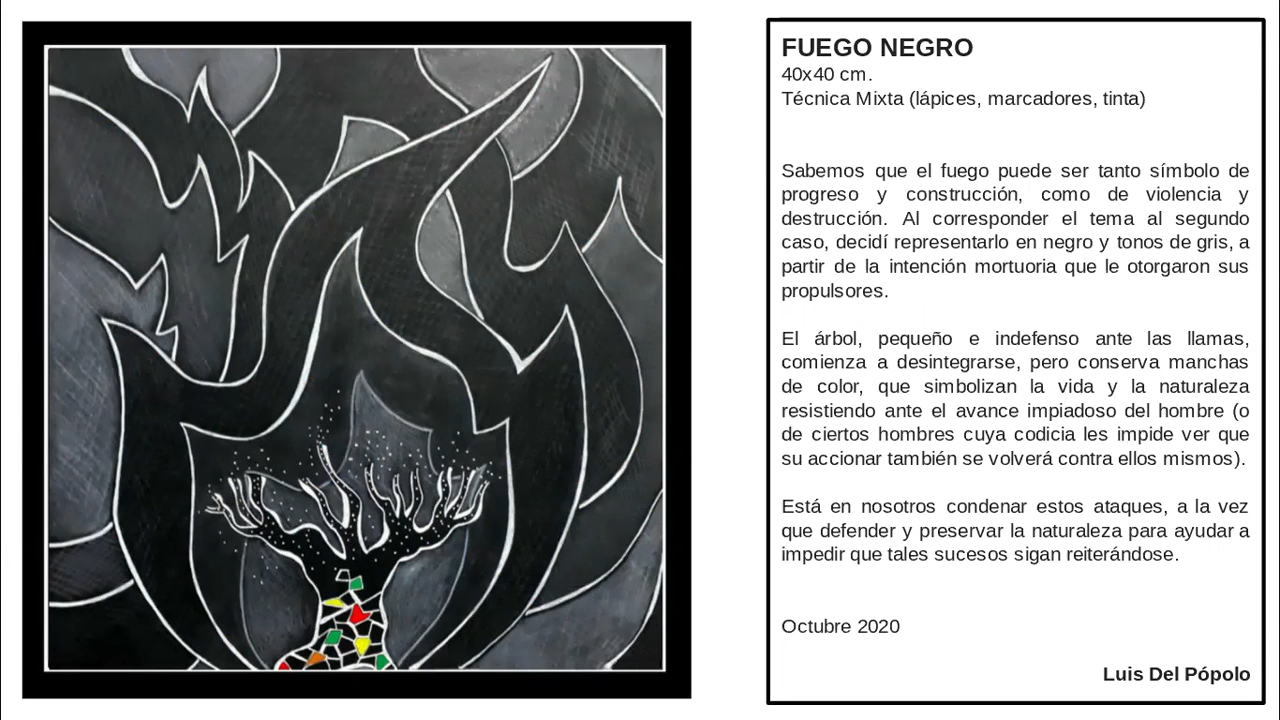 FUEGO NEGRO
40x40 cm.
Técnica Mixta (lápices, marcadores, tinta)
Sabemos que el fuego puede ser tanto símbolo de
progreso y construcción, como de violencia y
destrucción. Al corresponder el tema al segundo
caso, decidí representarlo en negro y tonos de gris, a
partir de la intención mortuoria que le otorgaron sus
propulsores.
El árbol, pequeño e indefenso ante las llamas,
comienza a desintegrarse, pero conserva manchas
de color, que simbolizan la vida y la naturaleza
resistiendo ante el avance impiadoso del hombre (o
de ciertos hombres cuya codicia les impide ver que
su accionar también se volverá contra ellos mismos).
Está en nosotros condenar estos ataques, a la vez
que defender y preservar la naturaleza para ayudar a
impedir que tales sucesos sigan reiterándose.
Octubre 2020
Luis Del Pópolo